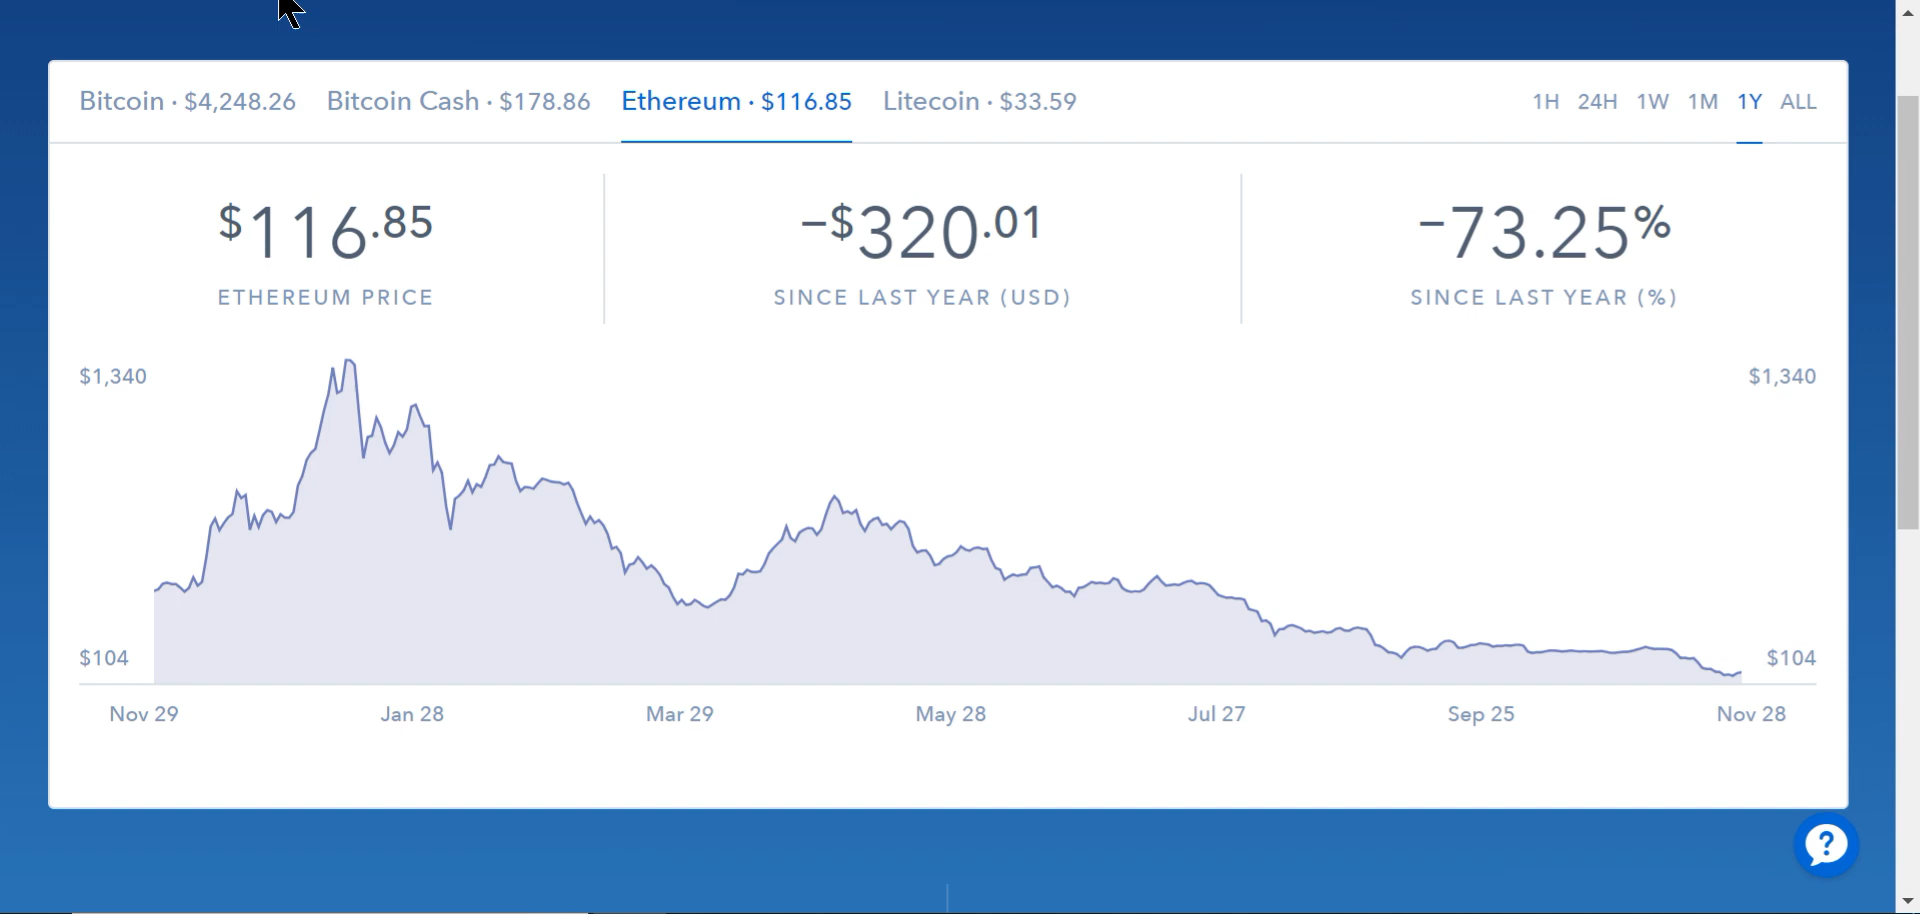 Bitcoin · $4,248.26 Bitcoin Cash · $178.86 Ethereum · $116.85 Litecoin · $33.59 1H 24H 1W 1M 1Y ALL
$116.85 −$320.01 −73.25%
ETHEREUM PRICE SINCE LAST YEAR (USD) SINCE LAST YEAR (%)
$1,340 $1,340
$104 $104
Nov 29 Jan 28 Mar 29 May 28 Jul 27 Sep 25 Nov 28
?